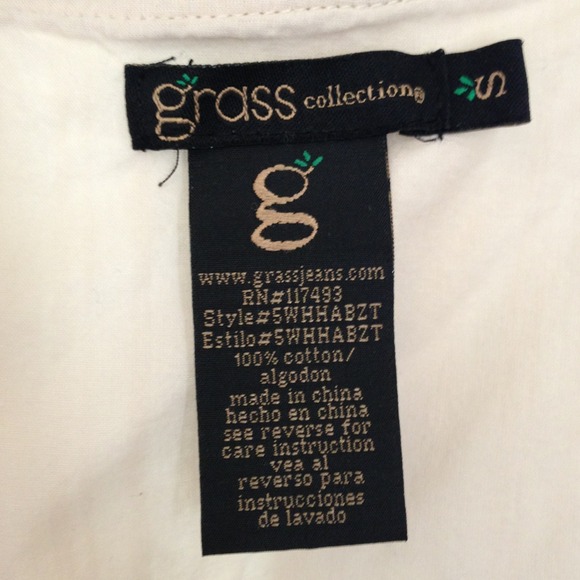 grass collection®
S
g
www.grassjeans.com
RN#117493
Style#5WHHABZT
Estilo#5WHHABZT
100% cotton/
algodon
made in china
hecho en china
see reverse for
care instruction
vea al
reverso para
instrucciones
de lavado